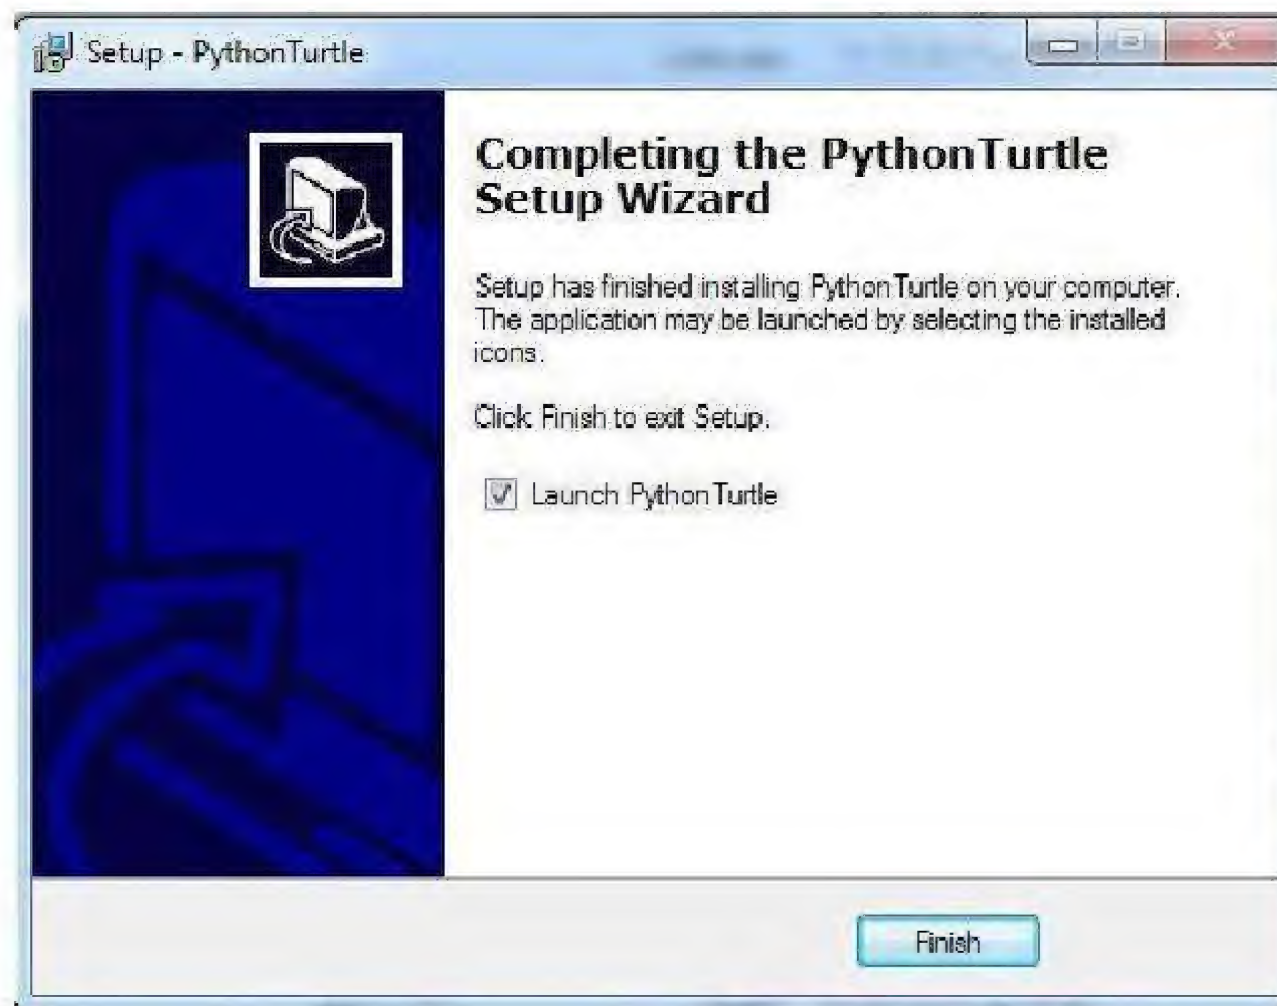 Setup - PythonTurtle
Completing the PythonTurtle
Setup Wizard
Setup has finished installing PythonTurtle on your computer.
The application may be launched by selecting the installed
icons.
Click Finish to exit Setup.
Launch PythonTurtle
Finish